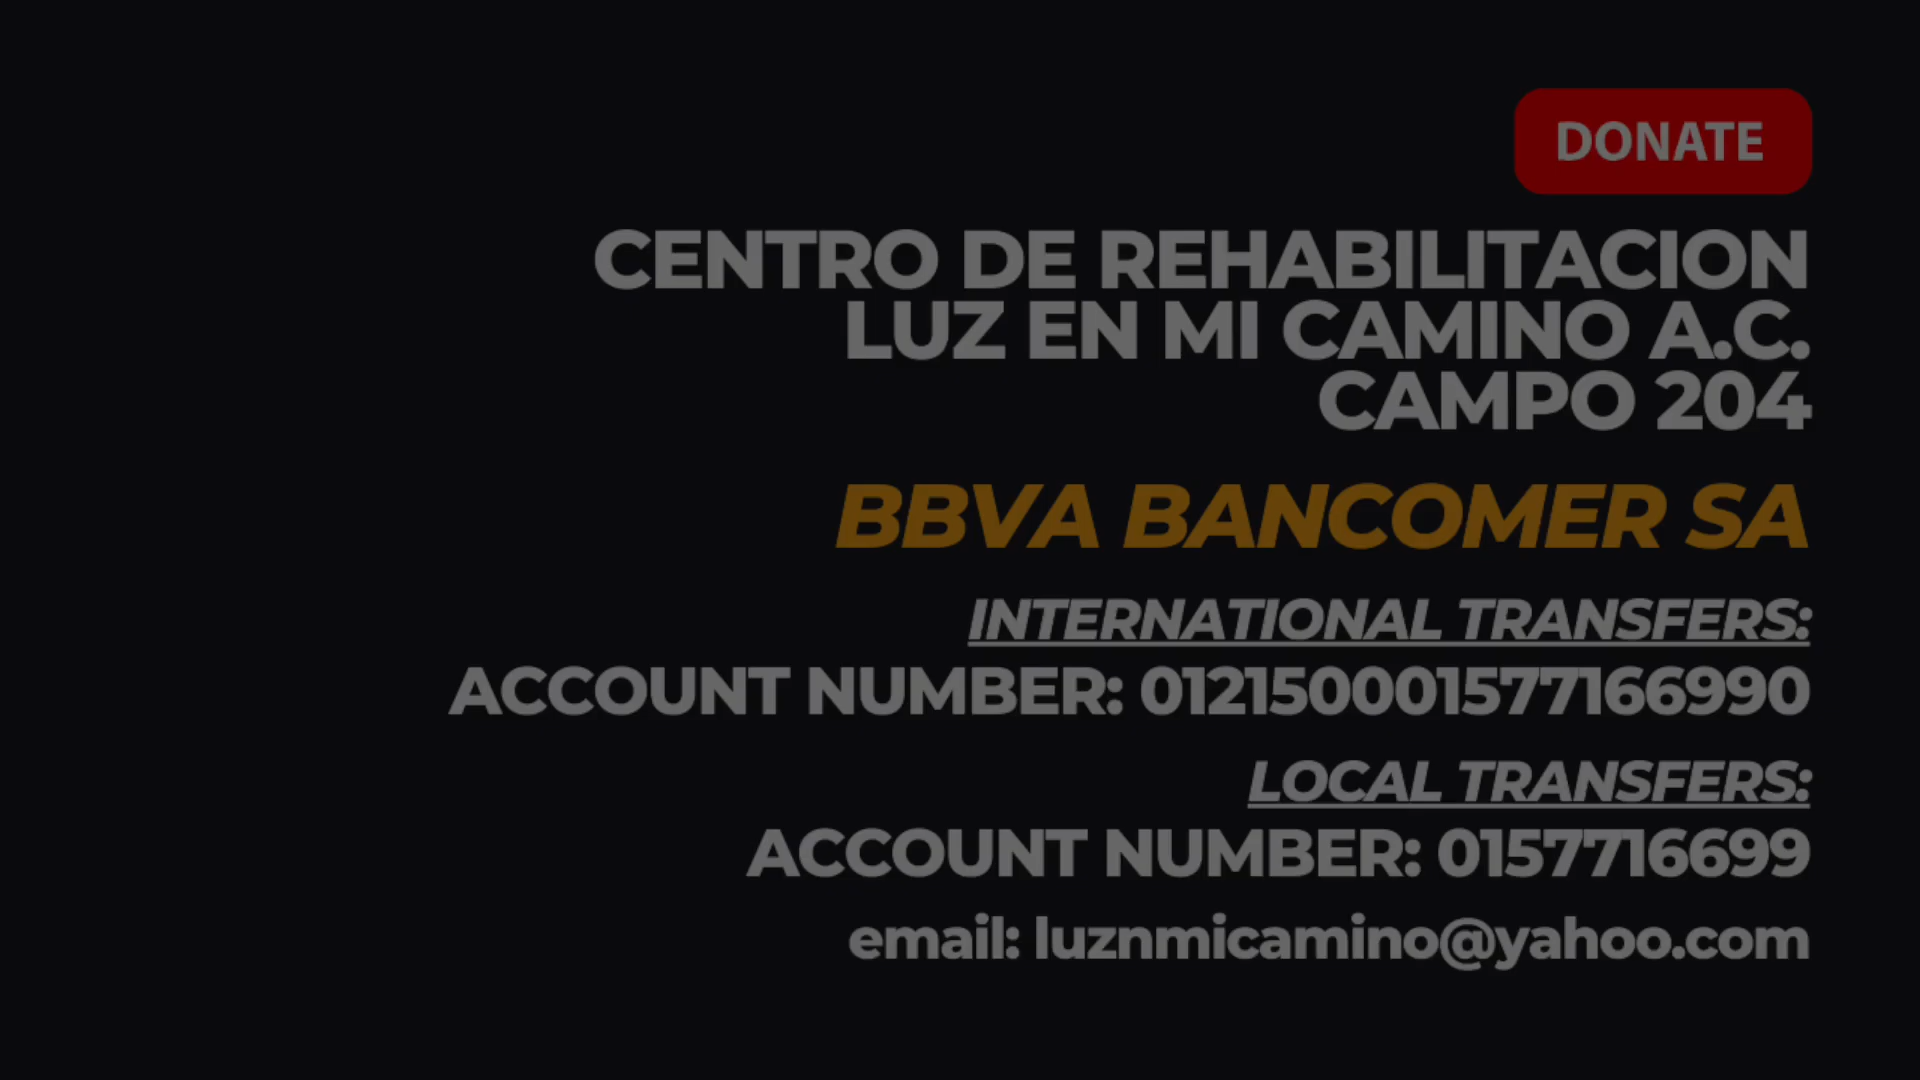 DONATE
CENTRO DE REHABILITACION
LUZ EN MI CAMINO A.C.
CAMPO 204
BBVA BANCOMER SA
INTERNATIONAL TRANSFERS:
ACCOUNT NUMBER: 012150001577166990
LOCAL TRANSFERS:
ACCOUNT NUMBER: 0157716699
email: luznmicamino@yahoo.com